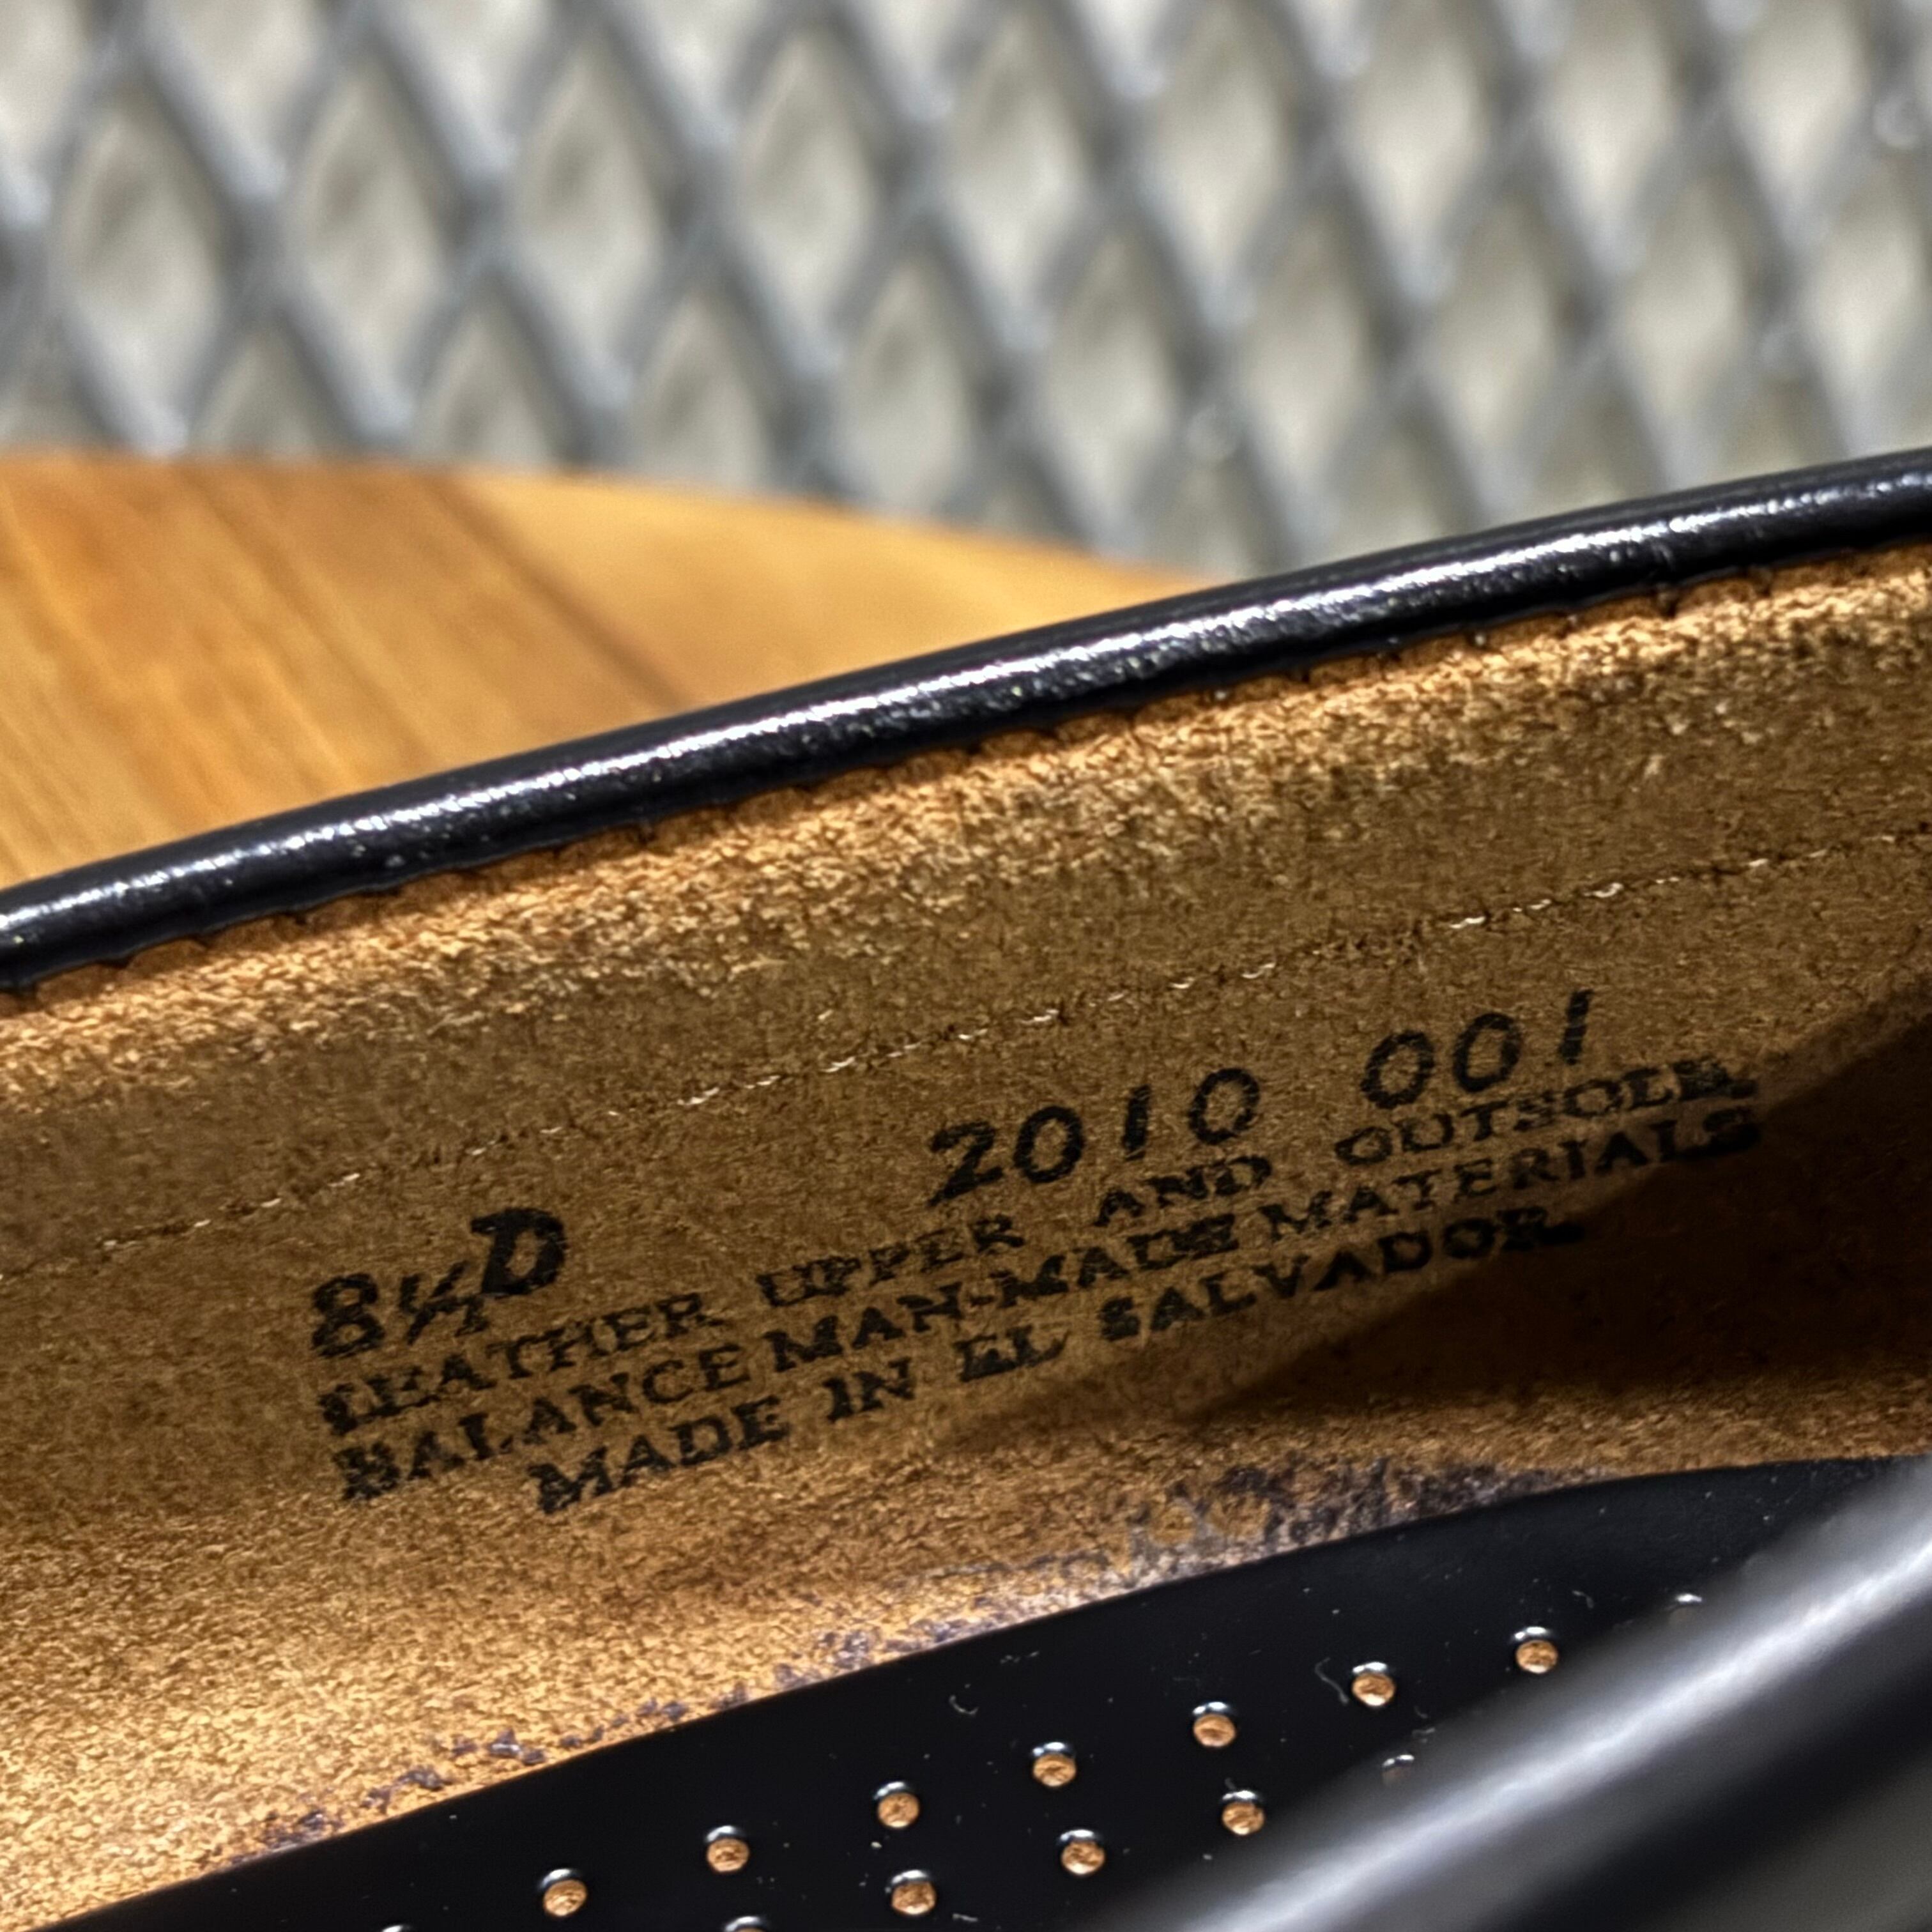 8½D 2010 001
LEATHER UPPER AND OUTSOLE.
BALANCE MAN-MADE MATERIALS
MADE IN EL SALVADOR.